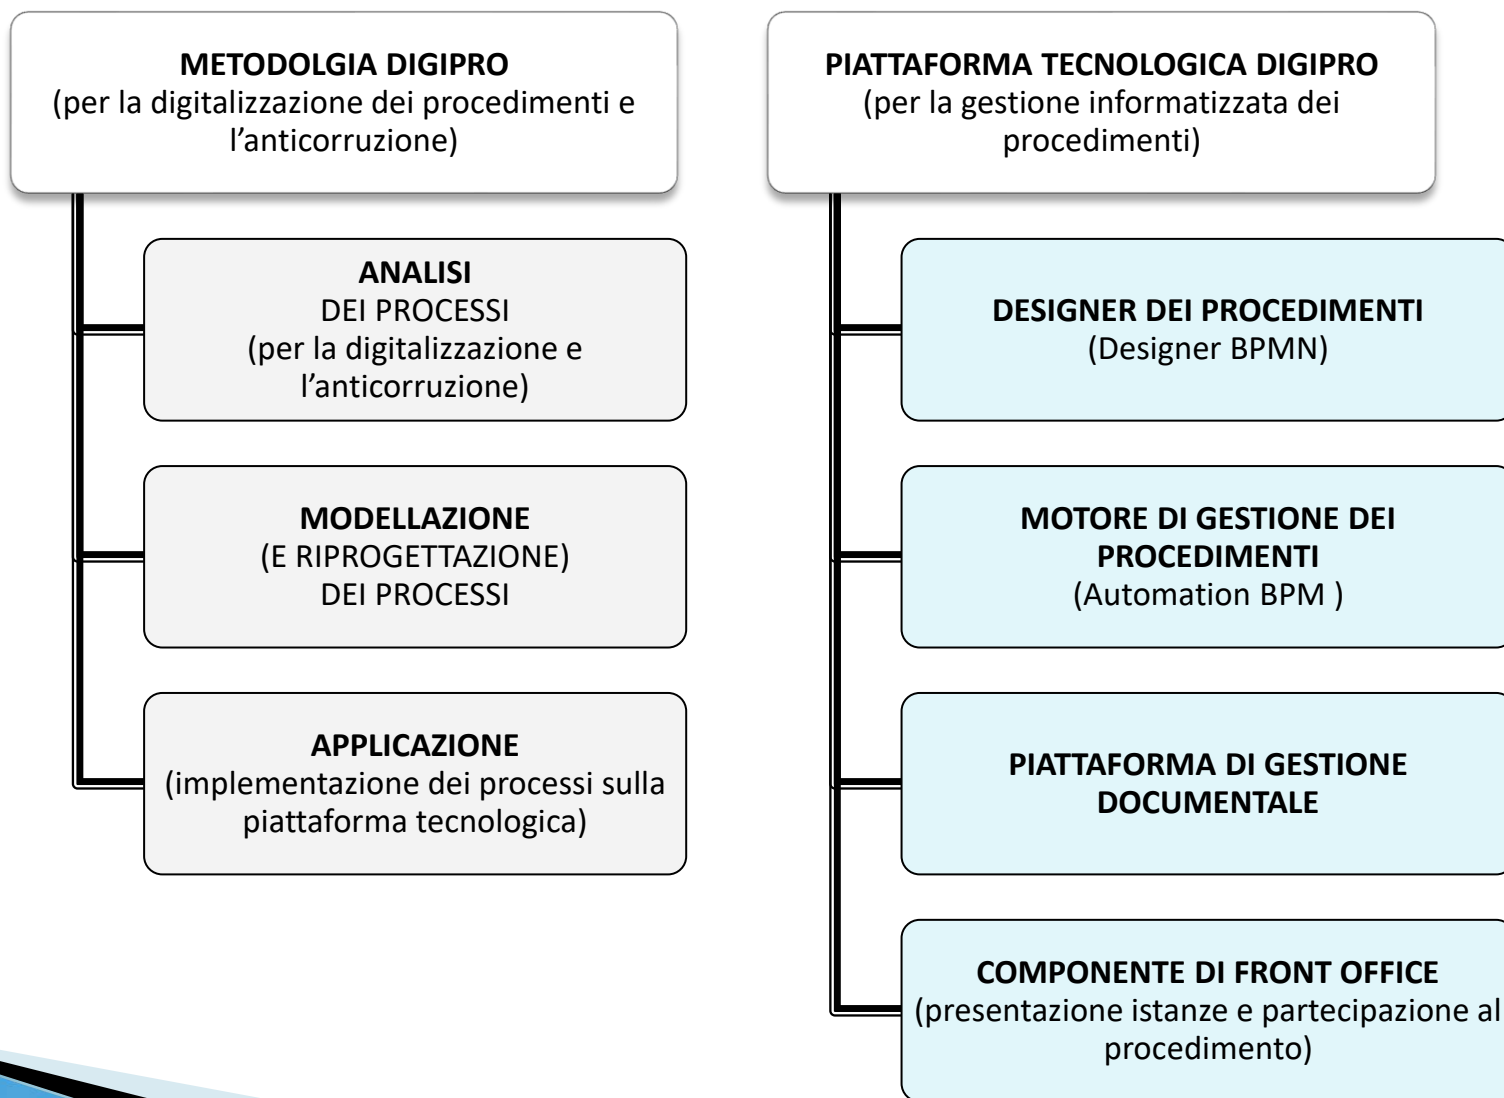 METODOLGIA DIGIPRO
(per la digitalizzazione dei procedimenti e
l’anticorruzione)
ANALISI
DEI PROCESSI
(per la digitalizzazione e
l’anticorruzione)
MODELLAZIONE
(E RIPROGETTAZIONE)
DEI PROCESSI
APPLICAZIONE
(implementazione dei processi sulla
piattaforma tecnologica)
PIATTAFORMA TECNOLOGICA DIGIPRO
(per la gestione informatizzata dei
procedimenti)
DESIGNER DEI PROCEDIMENTI
(Designer BPMN)
MOTORE DI GESTIONE DEI
PROCEDIMENTI
(Automation BPM )
PIATTAFORMA DI GESTIONE
DOCUMENTALE
COMPONENTE DI FRONT OFFICE
(presentazione istanze e partecipazione al
procedimento)